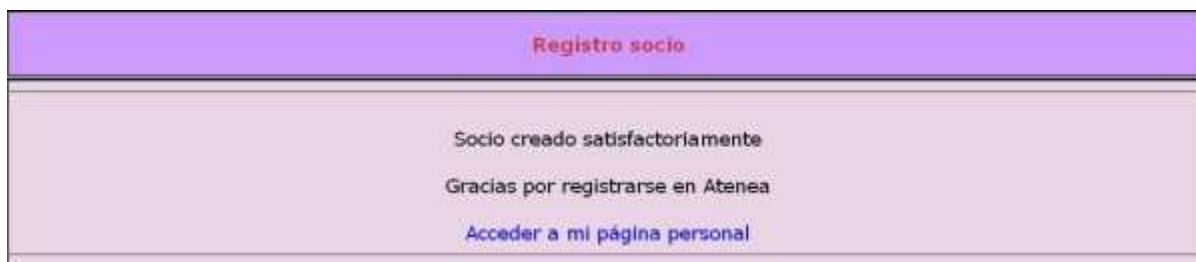 Registro socio
Socio creado satisfactoriamente
Gracias por registrarse en Atenea
Acceder a mi página personal